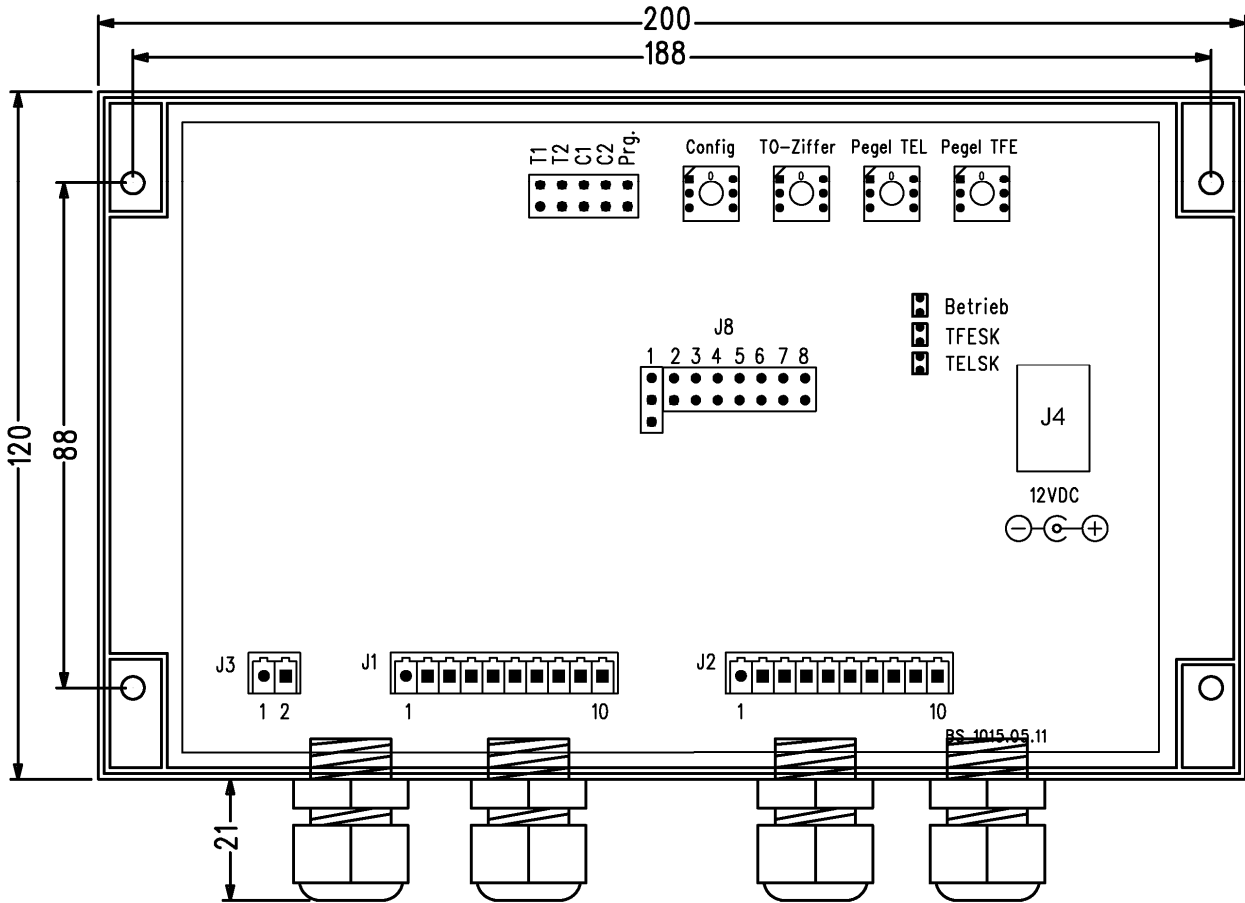 200
188
T1 T2 C1 C2 Prg.
Config TO-Ziffer Pegel TEL Pegel TFE
0 0 0 0
Betrieb
TFESK
TELSK
J8
1 2 3 4 5 6 7 8
J4
120
88
12VDC
J3 J1 J2
1 2 1 10 1 10
BS 1015.05.11
21